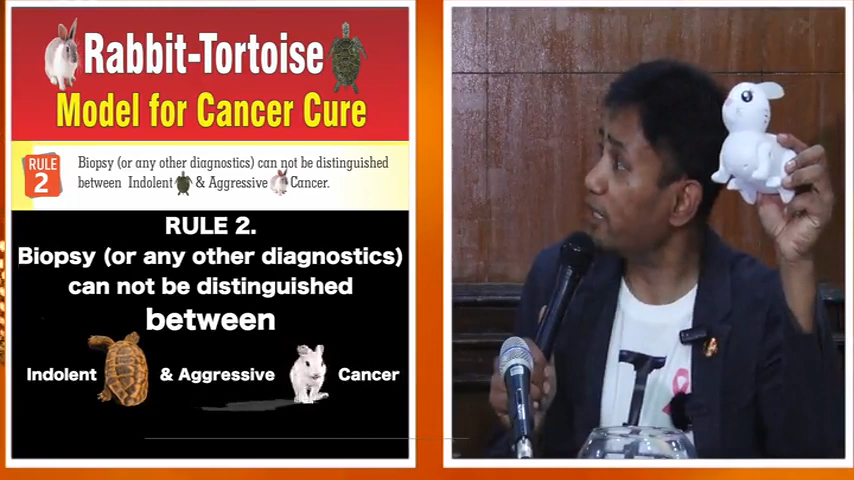 Rabbit-Tortoise
Model for Cancer Cure
RULE
2
Biopsy (or any other diagnostics) can not be distinguished
between Indolent & Aggressive Cancer.
RULE 2.
Biopsy (or any other diagnostics)
can not be distinguished
between
Indolent & Aggressive Cancer
I